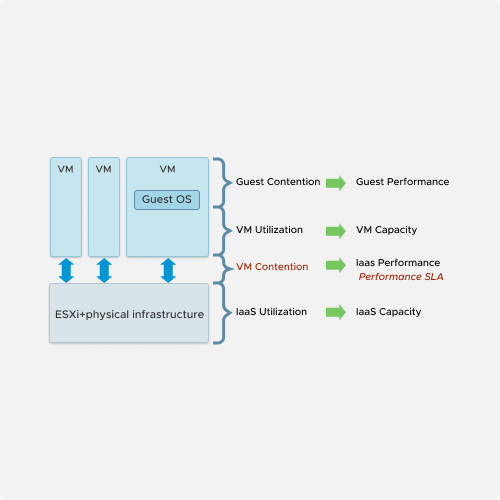 VM
VM
VM
Guest OS
ESXi+physical infrastructure
Guest Contention
Guest Performance
VM Utilization
VM Capacity
VM Contention
Iaas Performance
Performance SLA
IaaS Utilization
IaaS Capacity